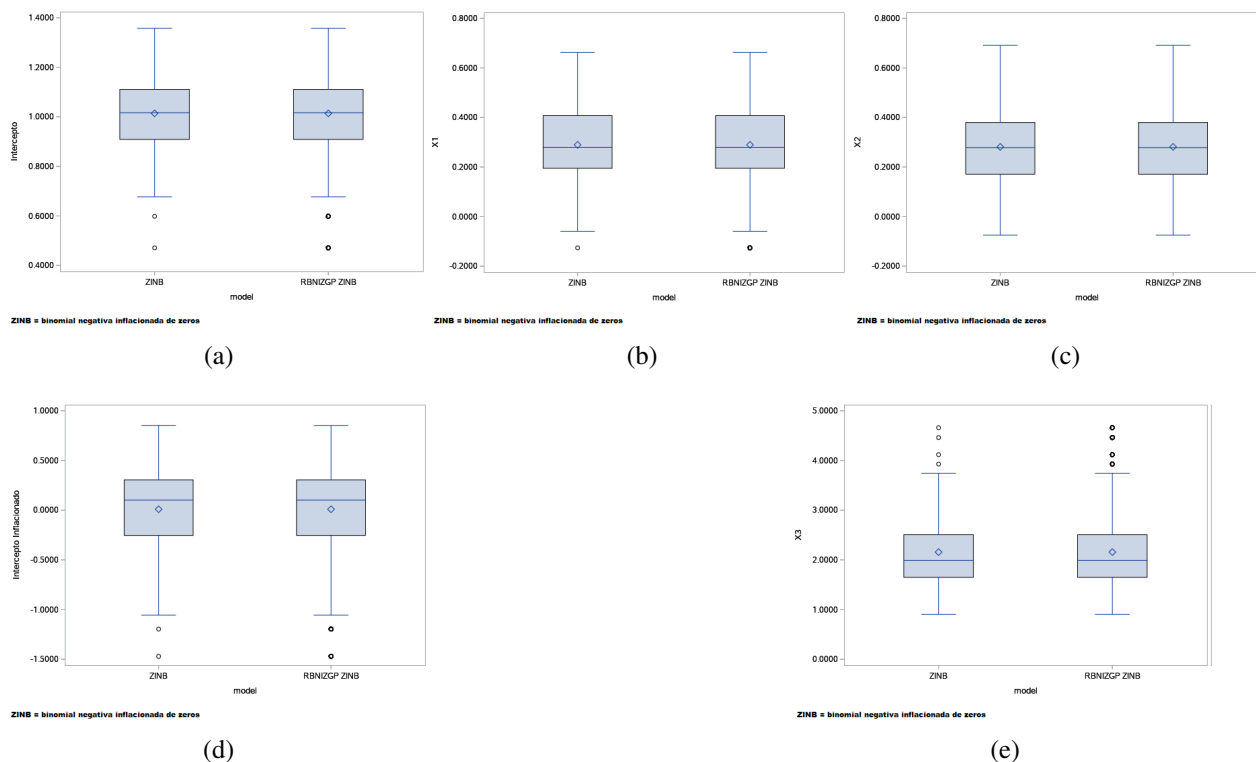 1.4000
1.2000
1.0000
0.8000
0.6000
0.4000
Intercepto
ZINB
RBNIZGP ZINB
model
ZINB = binomial negativa inflacionada de zeros
(a)
0.8000
0.6000
0.4000
0.2000
0.0000
-0.2000
X1
ZINB
RBNIZGP ZINB
model
ZINB = binomial negativa inflacionada de zeros
(b)
0.8000
0.6000
0.4000
0.2000
0.0000
-0.2000
X2
ZINB
RBNIZGP ZINB
model
ZINB = binomial negativa inflacionada de zeros
(c)
1.0000
0.5000
0.0000
-0.5000
-1.0000
-1.5000
Intercepto Inflacionado
ZINB
RBNIZGP ZINB
model
ZINB = binomial negativa inflacionada de zeros
(d)
5.0000
4.0000
3.0000
2.0000
1.0000
0.0000
X3
ZINB
RBNIZGP ZINB
model
ZINB = binomial negativa inflacionada de zeros
(e)